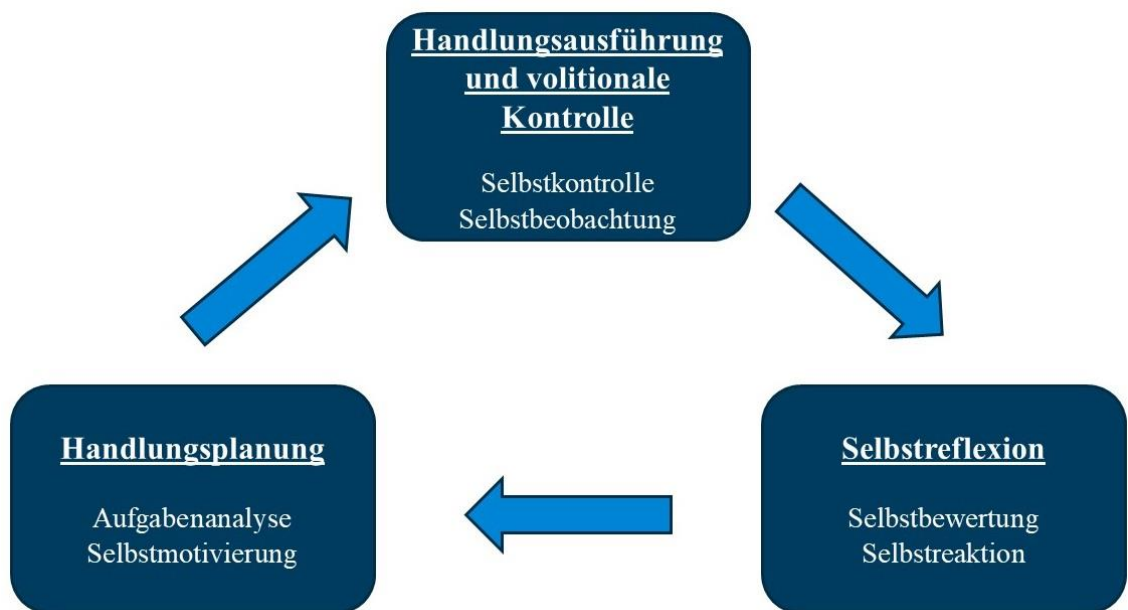 Handlungsausführung
und volitionale
Kontrolle
Selbstkontrolle
Selbstbeobachtung
Handlungsplanung
Aufgabenanalyse
Selbstmotivierung
Selbstreflexion
Selbstbewertung
Selbstreaktion